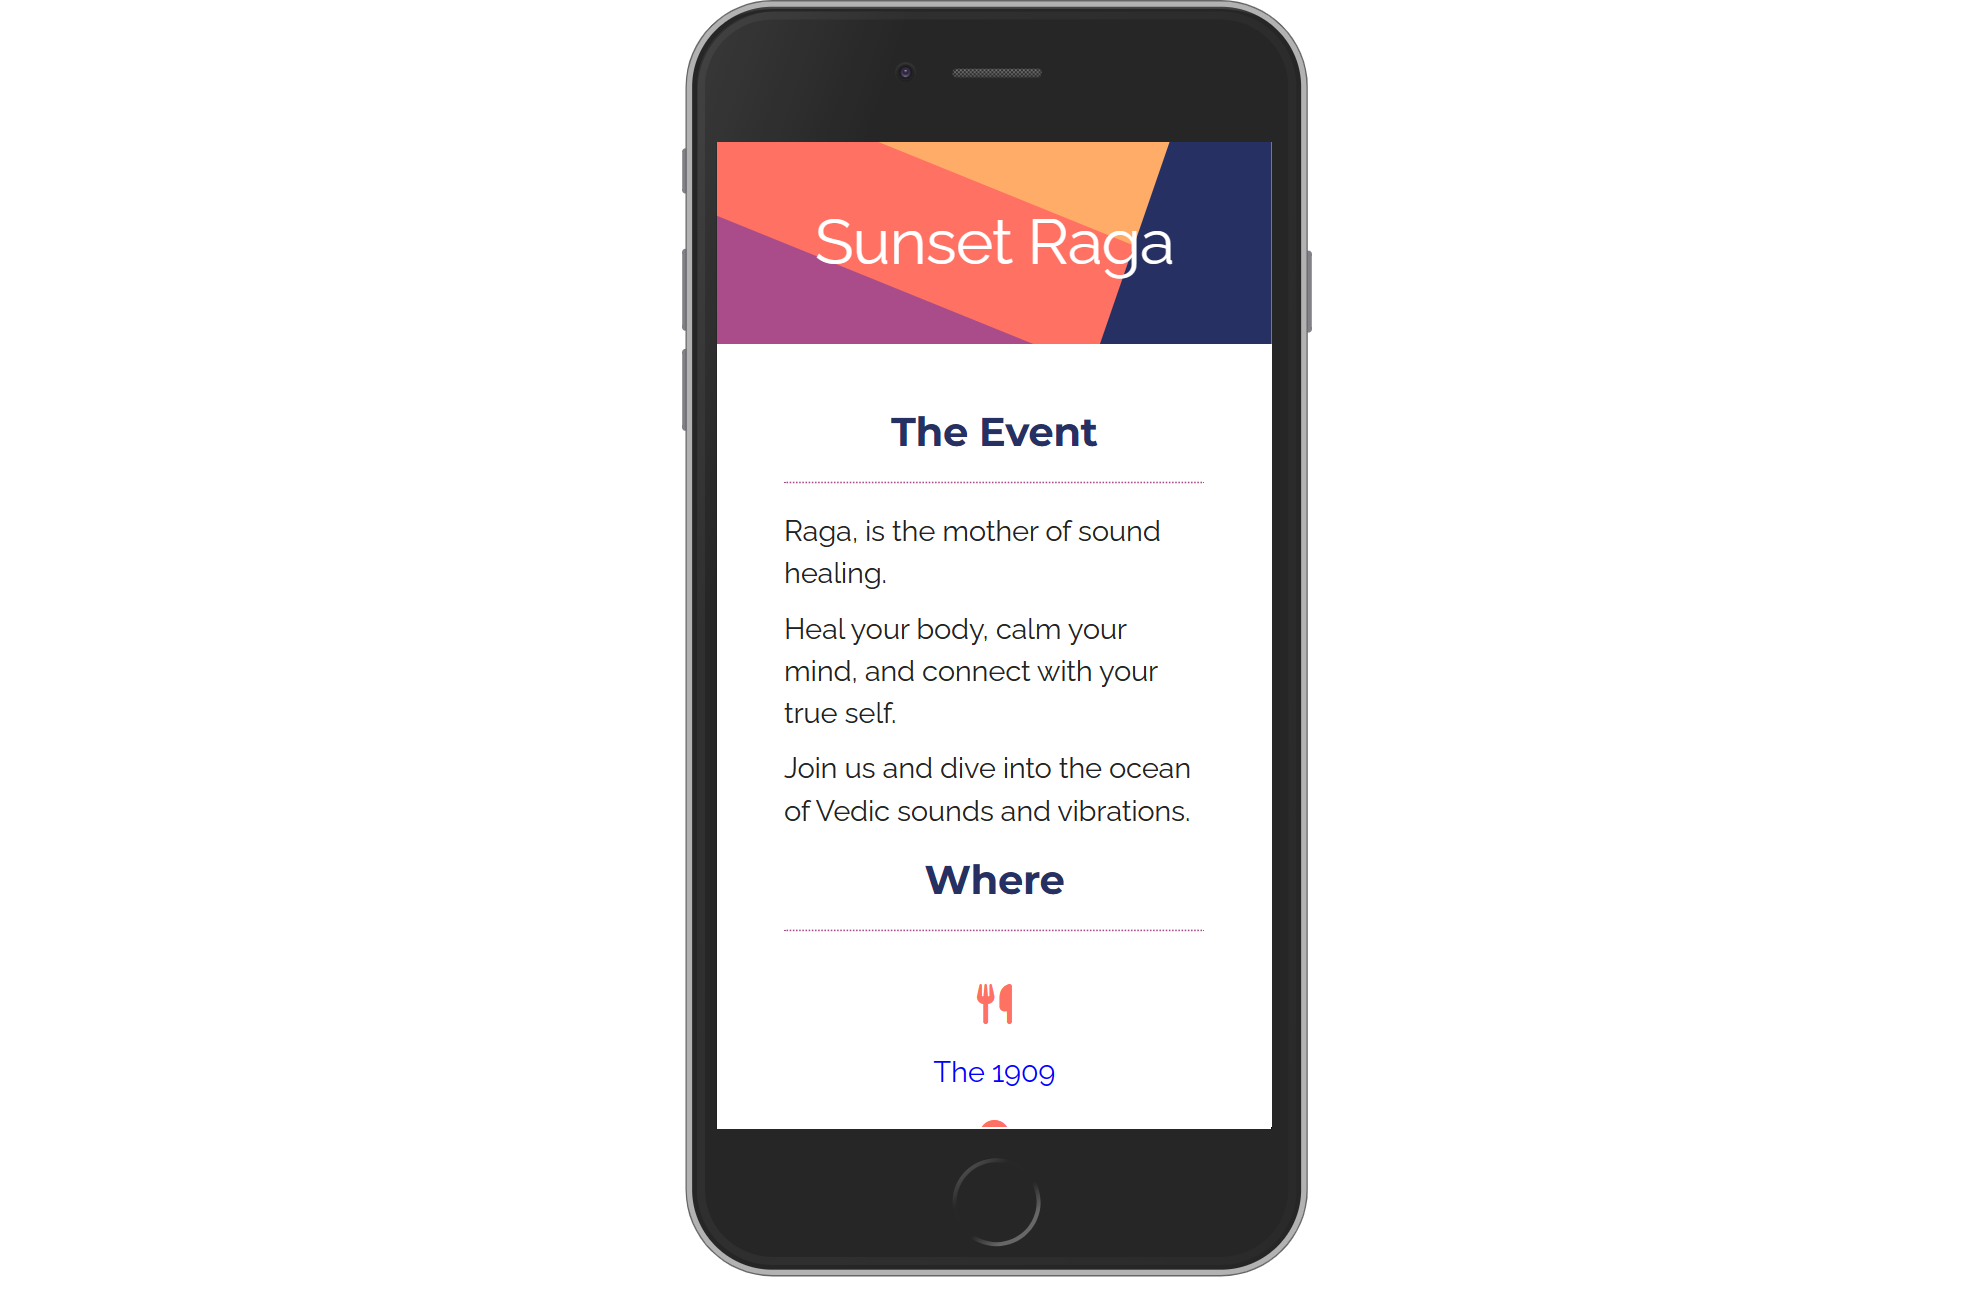 Sunset Raga
The Event
Raga, is the mother of sound
healing.
Heal your body, calm your
mind, and connect with your
true self.
Join us and dive into the ocean
of Vedic sounds and vibrations.
Where
The 1909